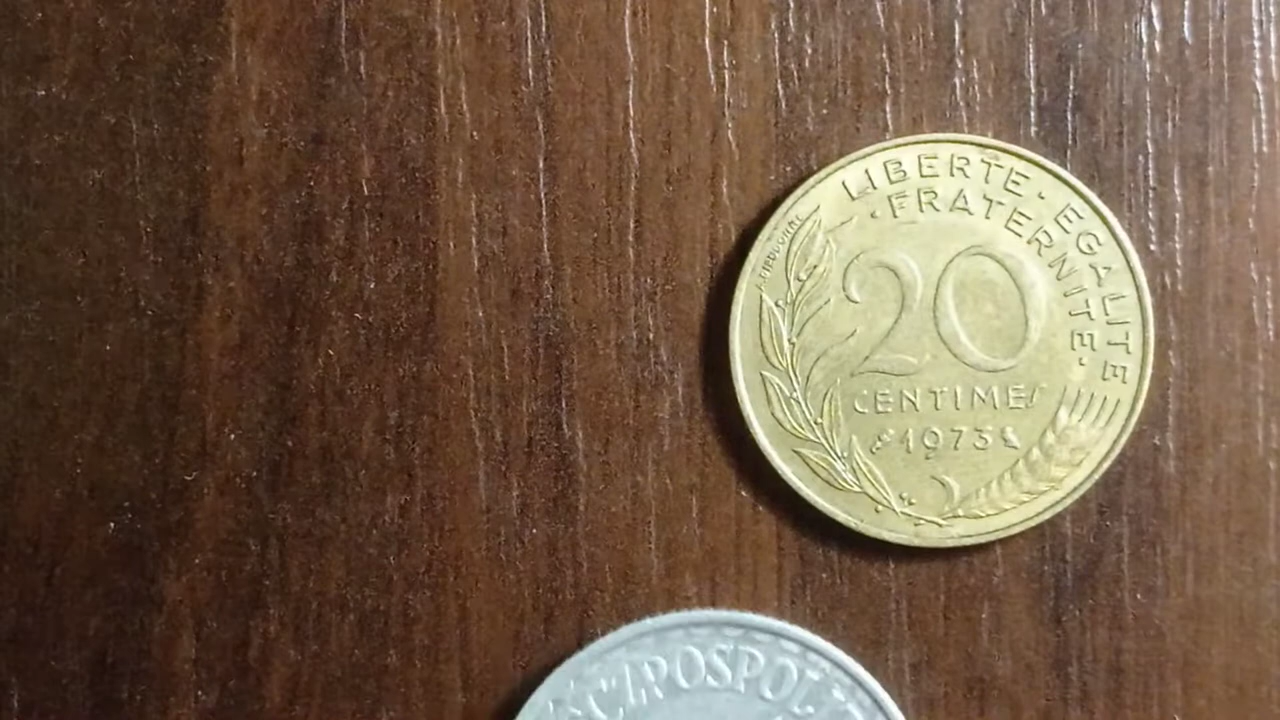 LIBERTE · EGALITE
· FRATERNITE ·
20
CENTIMES
1973